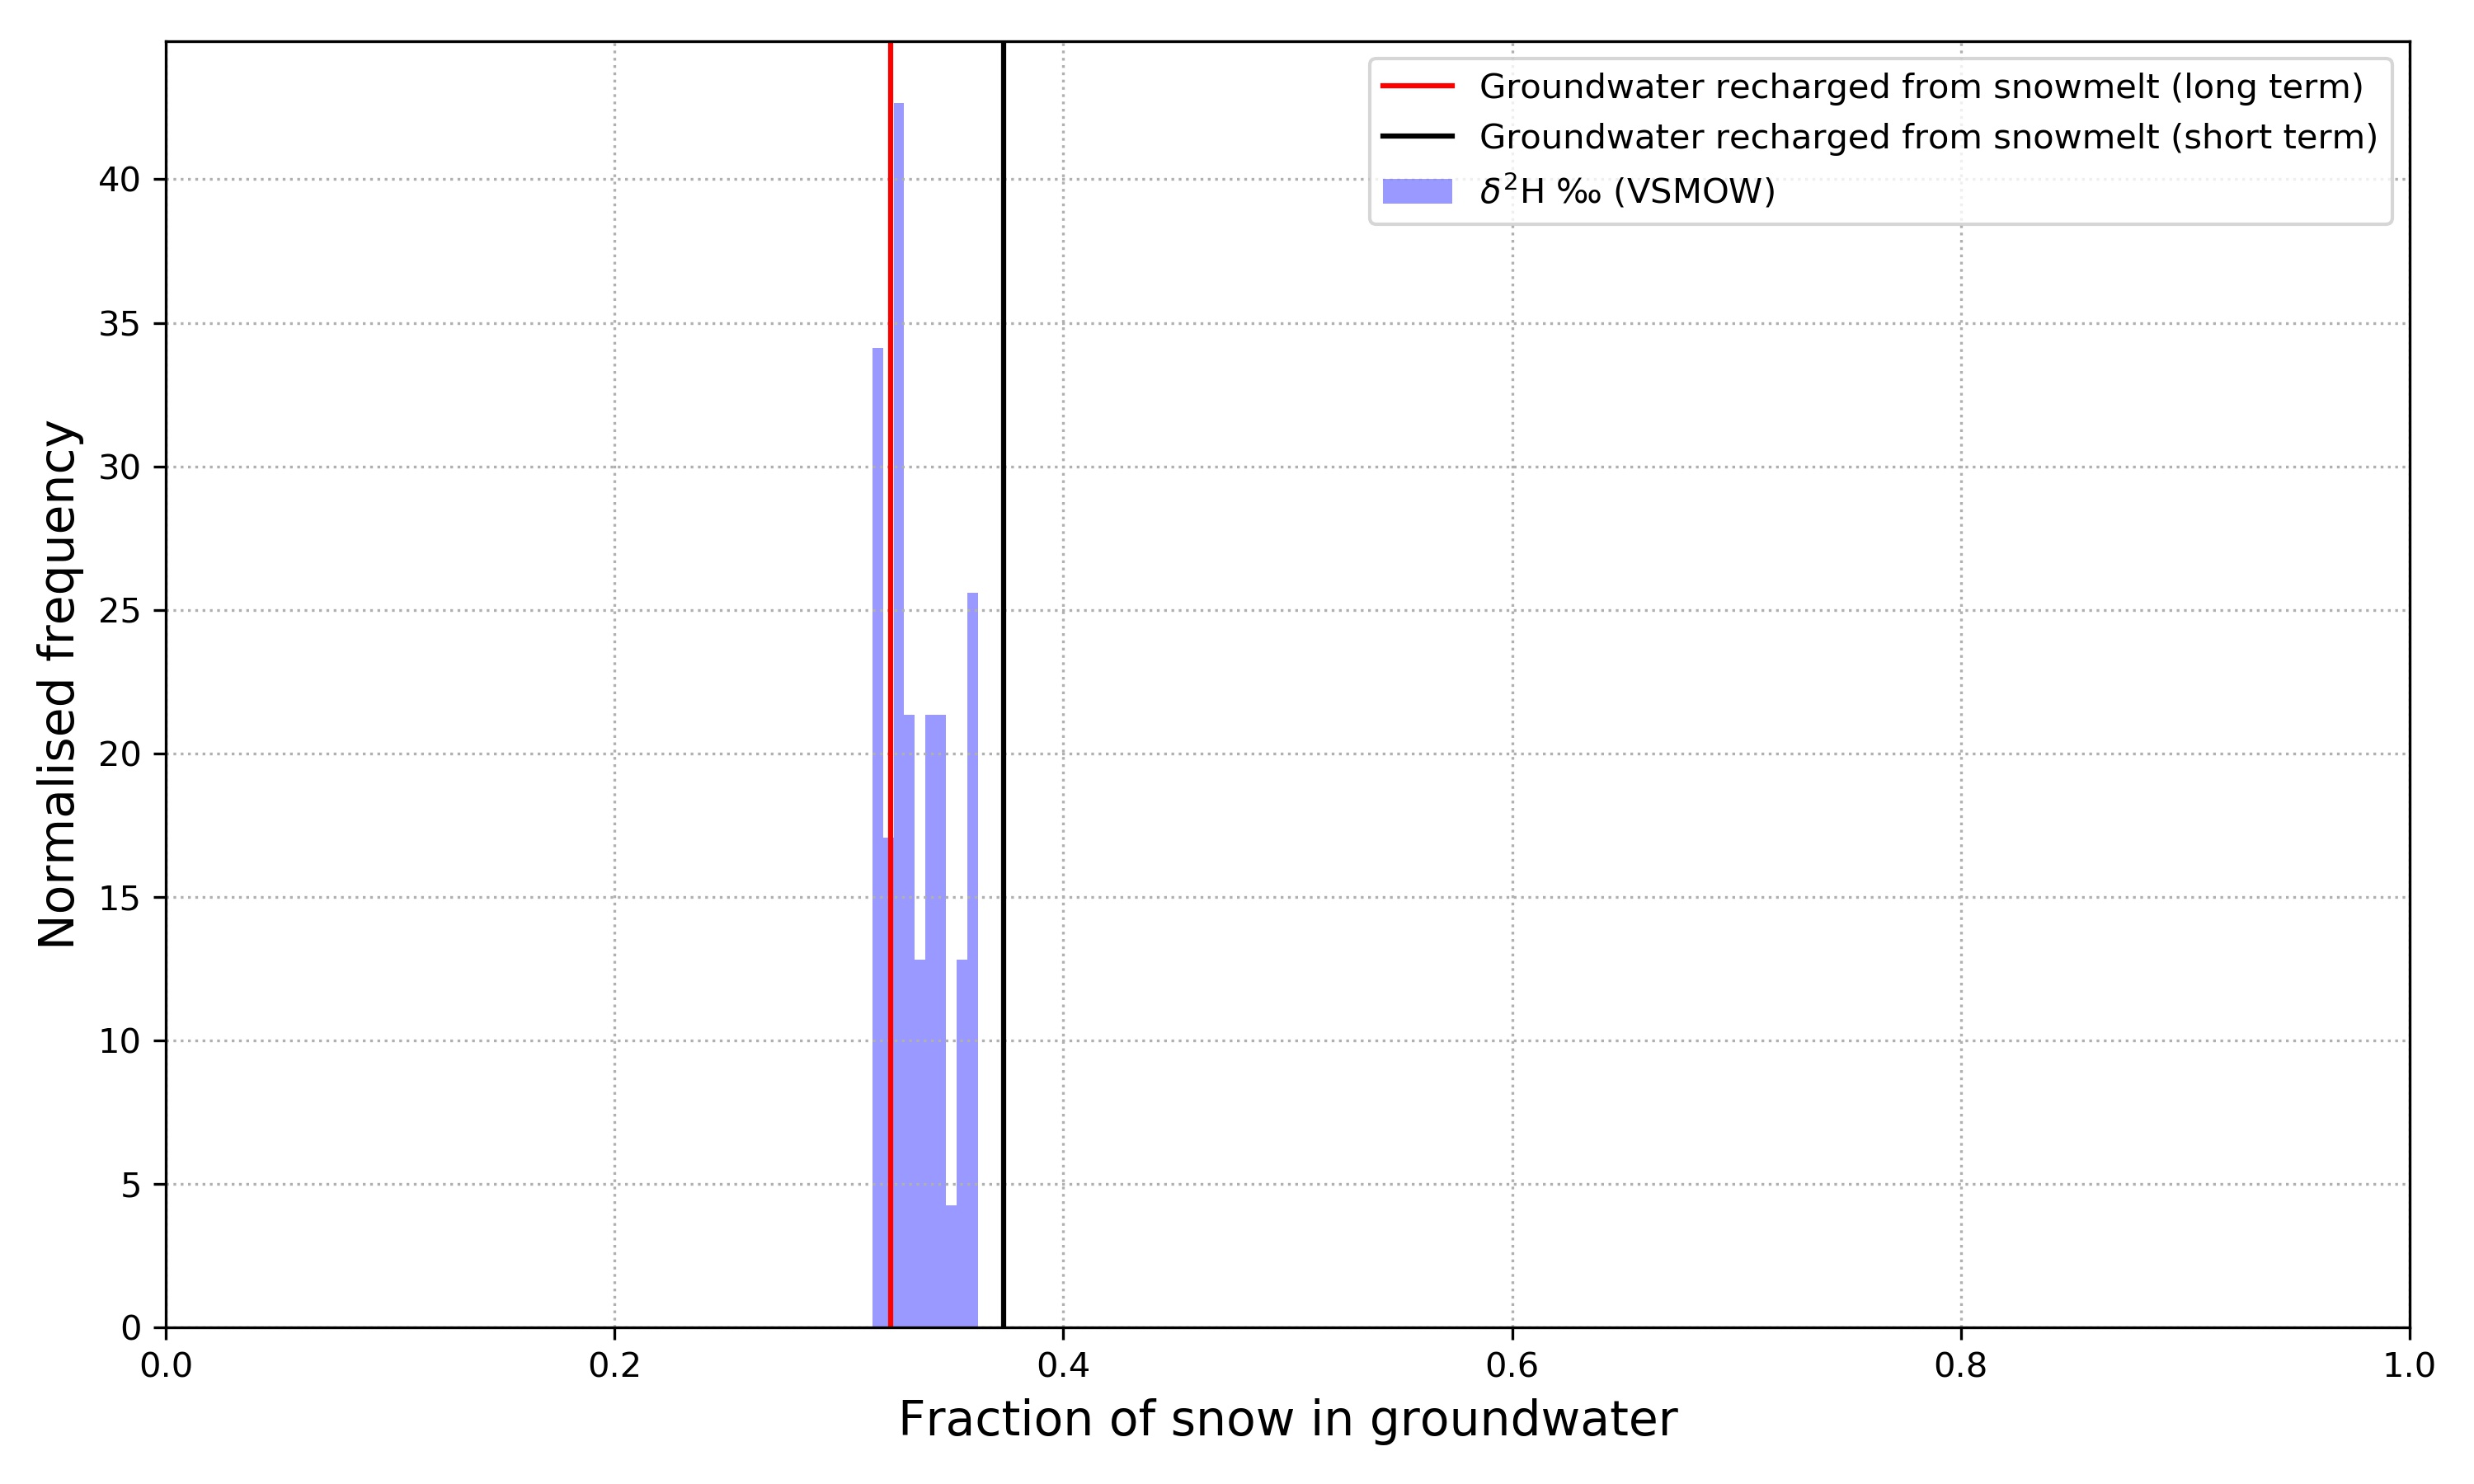 Groundwater recharged from snowmelt (long term)
Groundwater recharged from snowmelt (short term)
δ²H ‰ (VSMOW)
Normalised frequency
40
35
30
25
20
15
10
5
0
0.0 0.2 0.4 0.6 0.8 1.0
Fraction of snow in groundwater